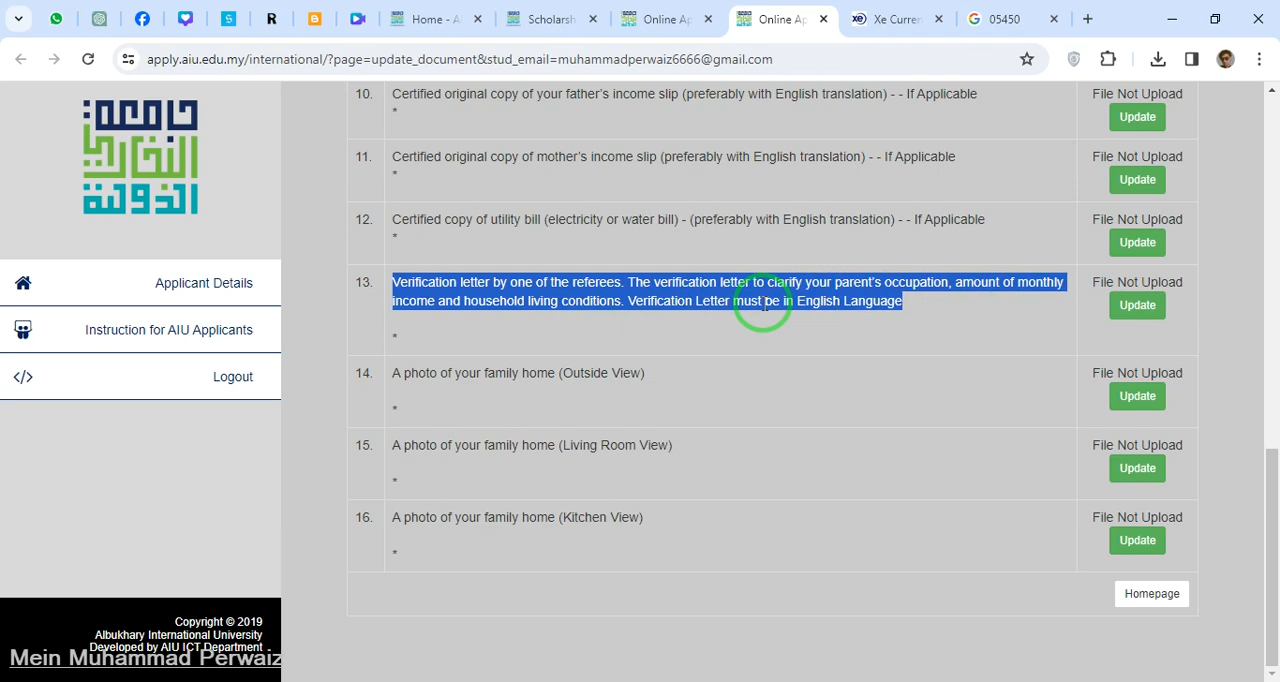 Home - A
Scholarsh
Online Ap
Online Ap
Xe Curren
05450
apply.aiu.edu.my/international/?page=update_document&stud_email=muhammadperwaiz6666@gmail.com
جامعة
البخاري
الدولية
Applicant Details
Instruction for AIU Applicants
Logout
Copyright © 2019
Albukhary International University
Developed by AIU ICT Department
Mein Muhammad Perwaiz
10. Certified original copy of your father's income slip (preferably with English translation) - - If Applicable
*
File Not Upload
Update
11. Certified original copy of mother's income slip (preferably with English translation) - - If Applicable
*
File Not Upload
Update
12. Certified copy of utility bill (electricity or water bill) - (preferably with English translation) - - If Applicable
*
File Not Upload
Update
13. Verification letter by one of the referees. The verification letter to clarify your parent's occupation, amount of monthly
income and household living conditions. Verification Letter must be in English Language
*
File Not Upload
Update
14. A photo of your family home (Outside View)
*
File Not Upload
Update
15. A photo of your family home (Living Room View)
*
File Not Upload
Update
16. A photo of your family home (Kitchen View)
*
File Not Upload
Update
Homepage